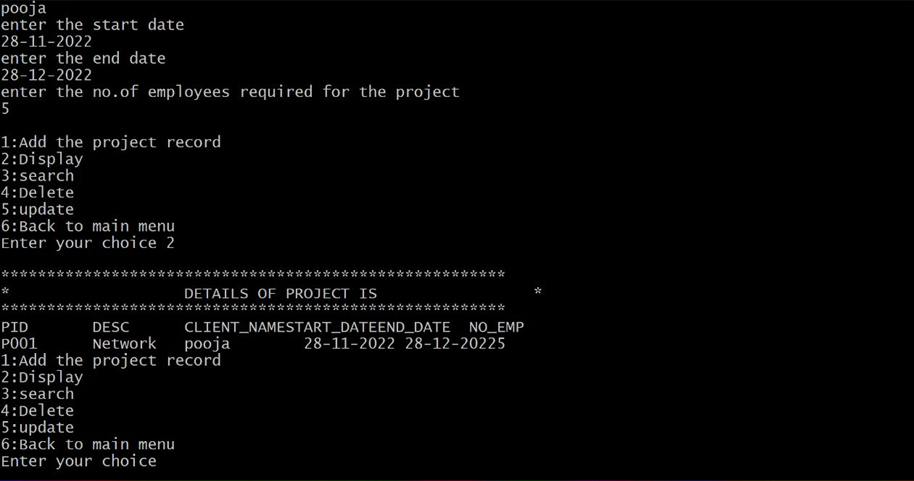 pooja
enter the start date
28-11-2022
enter the end date
28-12-2022
enter the no.of employees required for the project
5
1:Add the project record
2:Display
3:search
4:Delete
5:update
6:Back to main menu
Enter your choice 2
*******************************************************
* DETAILS OF PROJECT IS *
*******************************************************
PID DESC CLIENT_NAMESTART_DATEEND_DATE NO_EMP
P001 Network pooja 28-11-2022 28-12-20225
1:Add the project record
2:Display
3:search
4:Delete
5:update
6:Back to main menu
Enter your choice